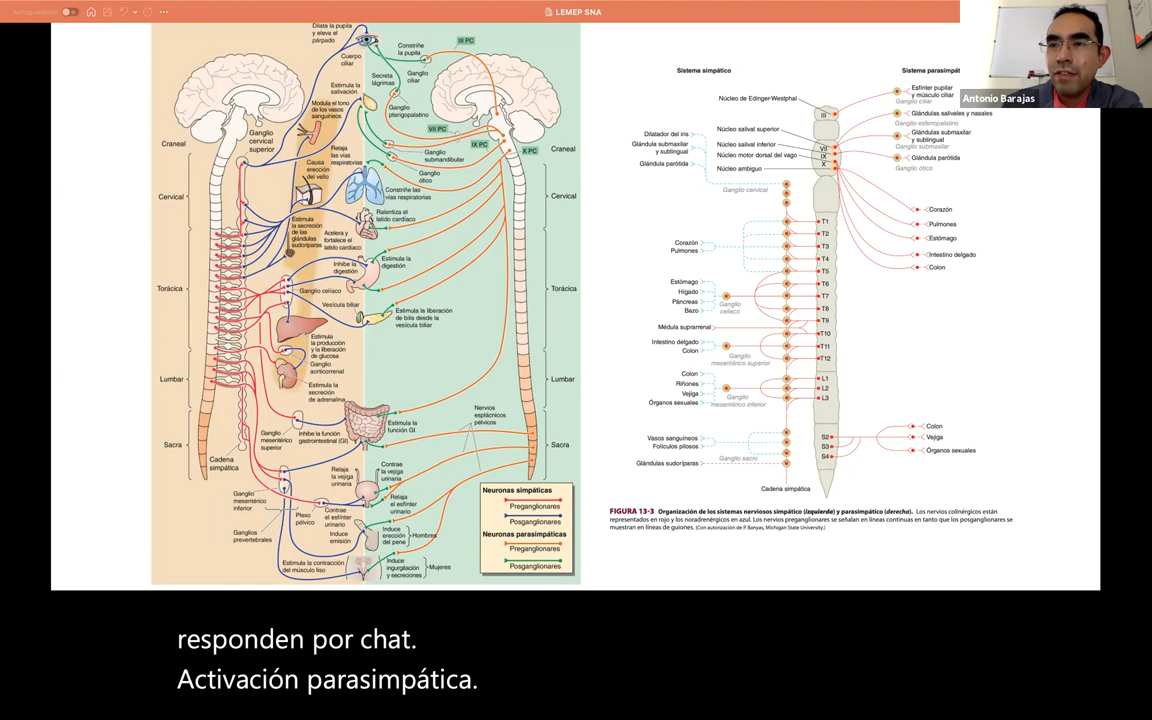 Autoguardado
LEMEP SNA
Antonio Barajas
Dilata la pupila
y eleva el
párpado
Cuerpo
ciliar
Constriñe
la pupila
III PC
Ganglio
ciliar
Secreta
lágrimas
Estimula la
salivación
Modula el tono
de los vasos
sanguíneos
Ganglio
pterigopalatino
VII PC
IX PC
X PC
Ganglio
submandibular
Ganglio
ótico
Craneal
Ganglio
cervical
superior
Relaja
las vías
respiratorias
Causa
erección
del vello
Constriñe las
vías respiratorias
Craneal
Cervical
Cervical
Estimula
la secreción
de las
glándulas
sudoríparas
Ralentiza el
latido cardíaco
Acelera y
fortalece el
latido cardíaco
Inhibe la
digestión
Estimula la
digestión
Ganglio celíaco
Torácica
Torácica
Vesícula biliar
Estimula la liberación
de bilis desde la
vesícula biliar
Estimula
la producción
y la liberación
de glucosa
Ganglio
aorticorrenal
Estimula la
secreción
de adrenalina
Lumbar
Lumbar
Ganglio
mesentérico
superior
Inhibe la función
gastrointestinal (GI)
Estimula la
función GI
Nervios
esplácnicos
pélvicos
Sacra
Sacra
Cadena
simpática
Relaja
la vejiga
urinaria
Contrae
la vejiga
urinaria
Relaja
el esfínter
urinario
Ganglio
mesentérico
inferior
Plexo
pélvico
Contrae
el esfínter
urinario
Ganglios
prevertebrales
Induce
emisión
Induce
erección
del pene
Hombres
Estimula la contracción
del músculo liso
Induce
ingurgitación
y secreciones
Mujeres
Neuronas simpáticas
Preganglionares
Posganglionares
Neuronas parasimpáticas
Preganglionares
Posganglionares
Sistema simpático
Sistema parasimpát
Núcleo de Edinger-Westphal
III
Esfínter pupilar
y músculo ciliar
Ganglio ciliar
Glándulas salivales y nasales
Ganglio esfenopalatino
Glándulas submaxilar
y sublingual
Ganglio submaxilar
Glándula parótida
Ganglio ótico
Núcleo salival superior
Núcleo salival inferior
Núcleo motor dorsal del vago
Núcleo ambiguo
VII
IX
X
Dilatador del iris
Glándula submaxilar
y sublingual
Glándula parótida
Ganglio cervical
Corazón
Pulmones
Estómago
Intestino delgado
Colon
T1
T2
T3
T4
T5
T6
T7
T8
T9
T10
T11
T12
L1
L2
L3
S2
S3
S4
Corazón
Pulmones
Estómago
Hígado
Páncreas
Bazo
Ganglio
celiaco
Médula suprarrenal
Intestino delgado
Colon
Ganglio
mesentérico superior
Colon
Riñones
Vejiga
Órganos sexuales
Ganglio
mesentérico inferior
Vasos sanguíneos
Folículos pilosos
Ganglio sacro
Glándulas sudoríparas
Cadena simpática
Colon
Vejiga
Órganos sexuales
FIGURA 13-3 Organización de los sistemas nerviosos simpático (izquierda) y parasimpático (derecha). Los nervios colinérgicos están
representados en rojo y los noradrenérgicos en azul. Los nervios preganglionares se señalan en líneas continuas en tanto que los posganglionares se
muestran en líneas de guiones. (Con autorización de P. Banyas, Michigan State University.)
responden por chat.
Activación parasimpática.